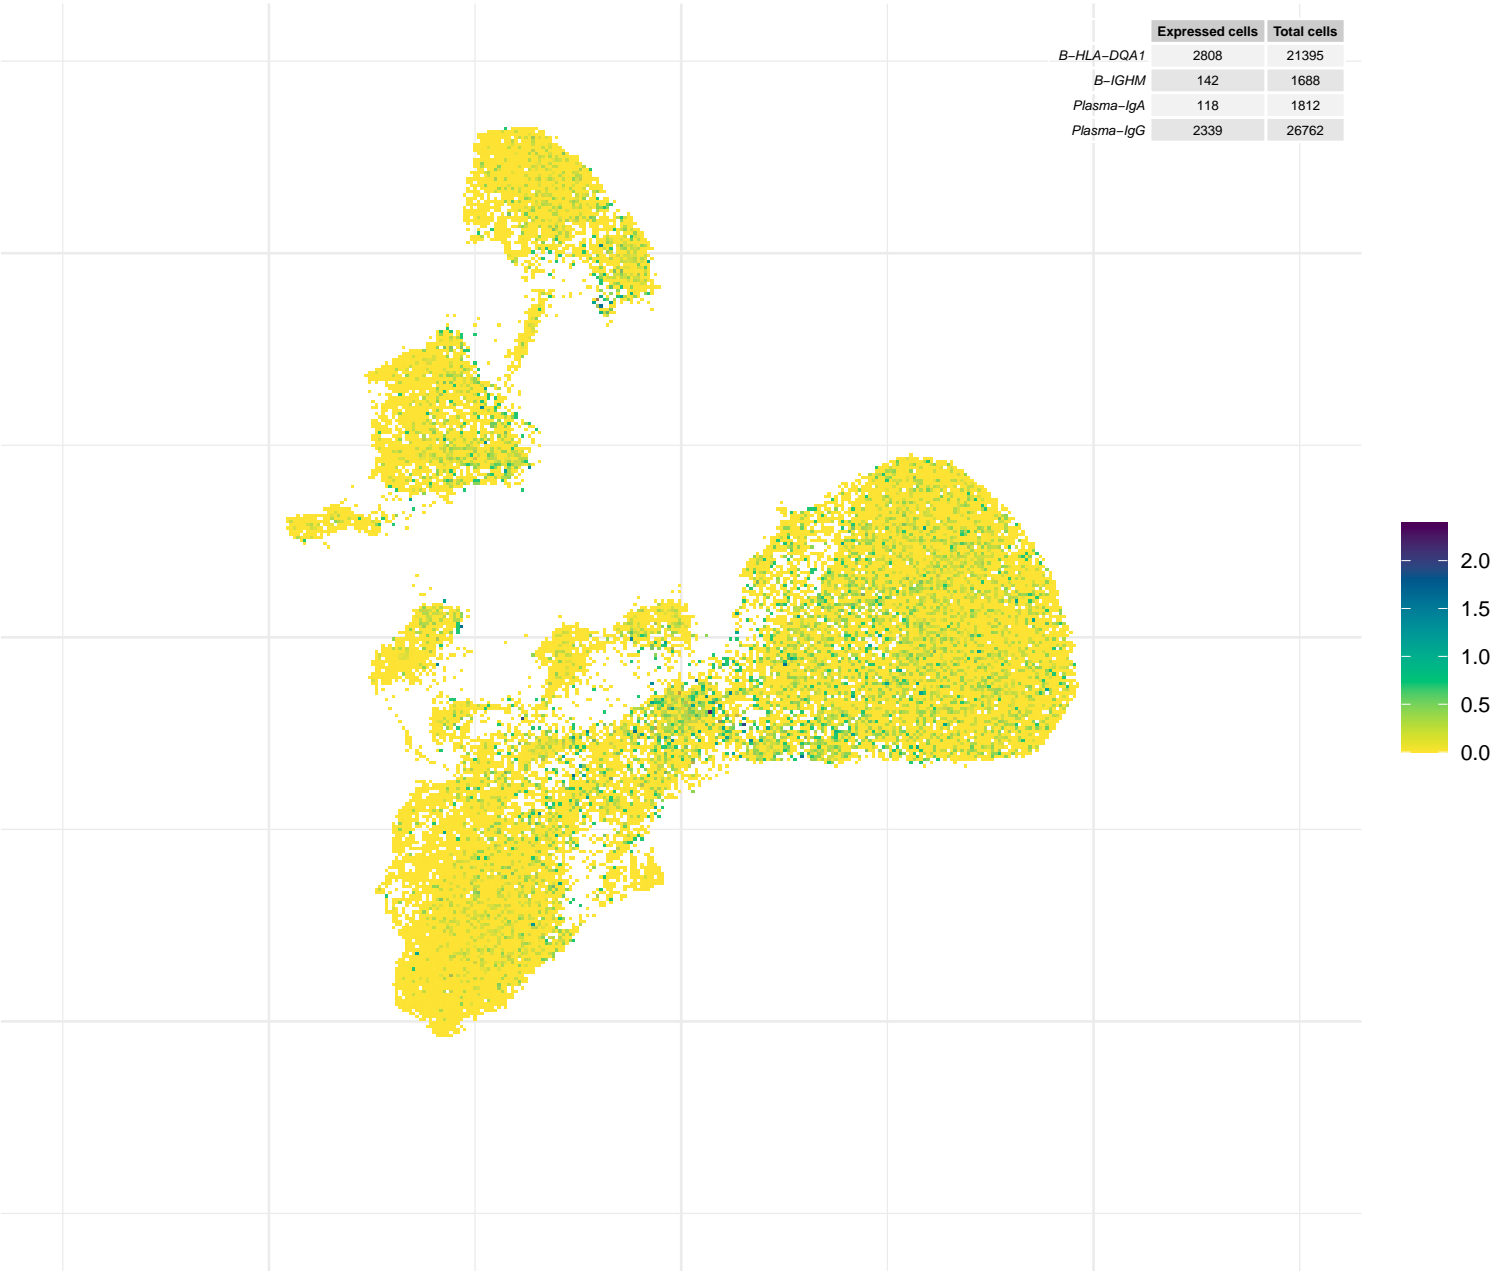 Expressed cells Total cells
B−HLA−DQA1 2808 21395
B−IGHM 142 1688
Plasma−IgA 118 1812
Plasma−IgG 2339 26762
2.0
1.5
1.0
0.5
0.0